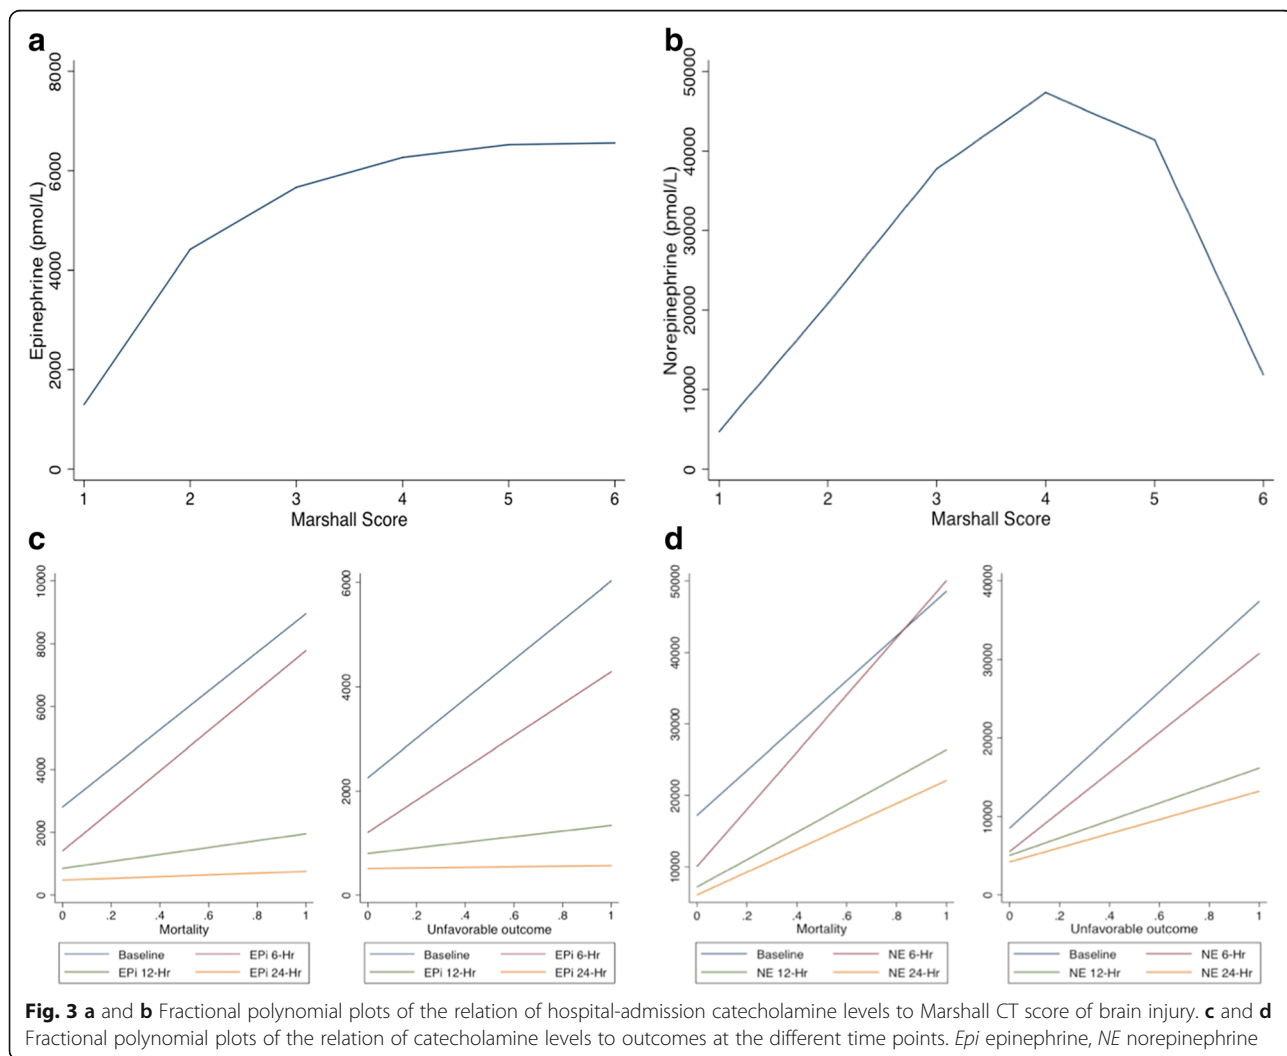 a
Epinephrine (pmol/L)
8000
6000
4000
2000
0
1 2 3 4 5 6
Marshall Score
b
Norepinephrine (pmol/L)
50000
40000
30000
20000
10000
0
1 2 3 4 5 6
Marshall Score
c
10000
8000
6000
4000
2000
0
0 .2 .4 .6 .8 1
Mortality
Baseline EPi 6-Hr
EPi 12-Hr EPi 24-Hr
6000
4000
2000
0
0 .2 .4 .6 .8 1
Unfavorable outcome
Baseline EPi 6-Hr
EPi 12-Hr EPi 24-Hr
d
50000
40000
30000
20000
10000
0 .2 .4 .6 .8 1
Mortality
Baseline NE 6-Hr
NE 12-Hr NE 24-Hr
40000
30000
20000
10000
0
0 .2 .4 .6 .8 1
Unfavorable outcome
Baseline NE 6-Hr
NE 12-Hr NE 24-Hr
Fig. 3 a and b Fractional polynomial plots of the relation of hospital-admission catecholamine levels to Marshall CT score of brain injury. c and d
Fractional polynomial plots of the relation of catecholamine levels to outcomes at the different time points. Epi epinephrine, NE norepinephrine